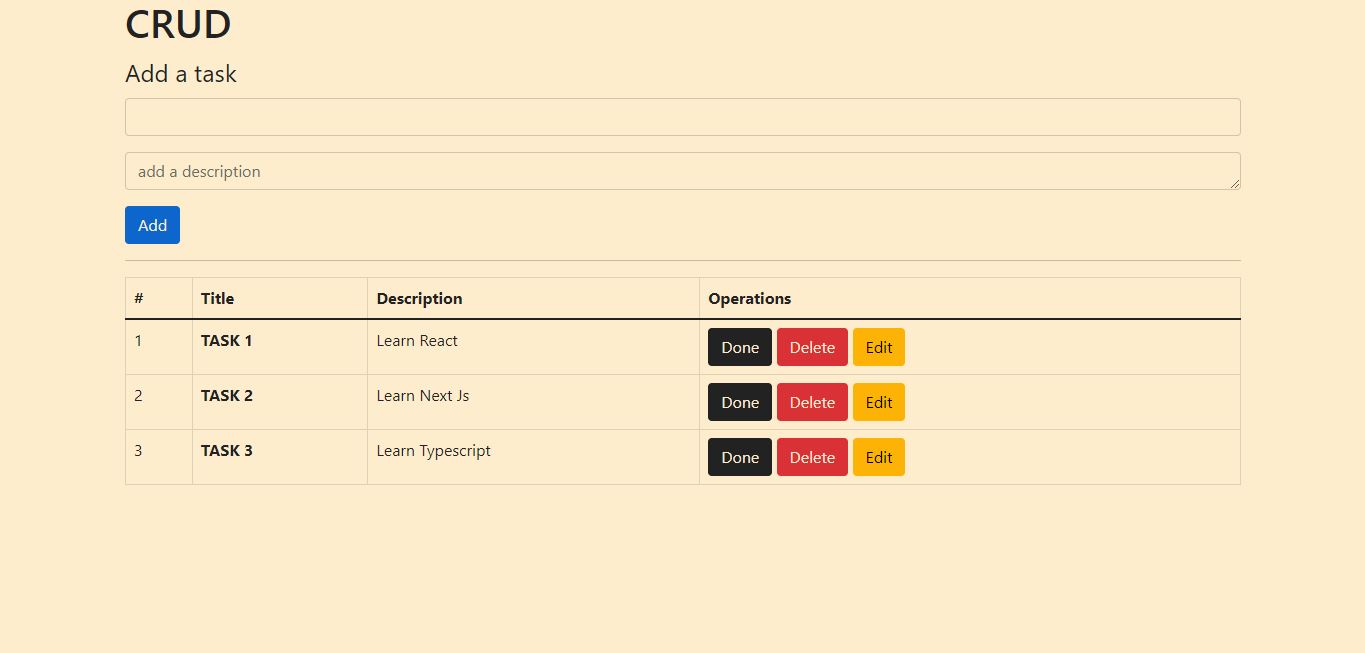 CRUD
Add a task
add a description
Add
# Title Description Operations
1 TASK 1 Learn React Done Delete Edit
2 TASK 2 Learn Next Js Done Delete Edit
3 TASK 3 Learn Typescript Done Delete Edit